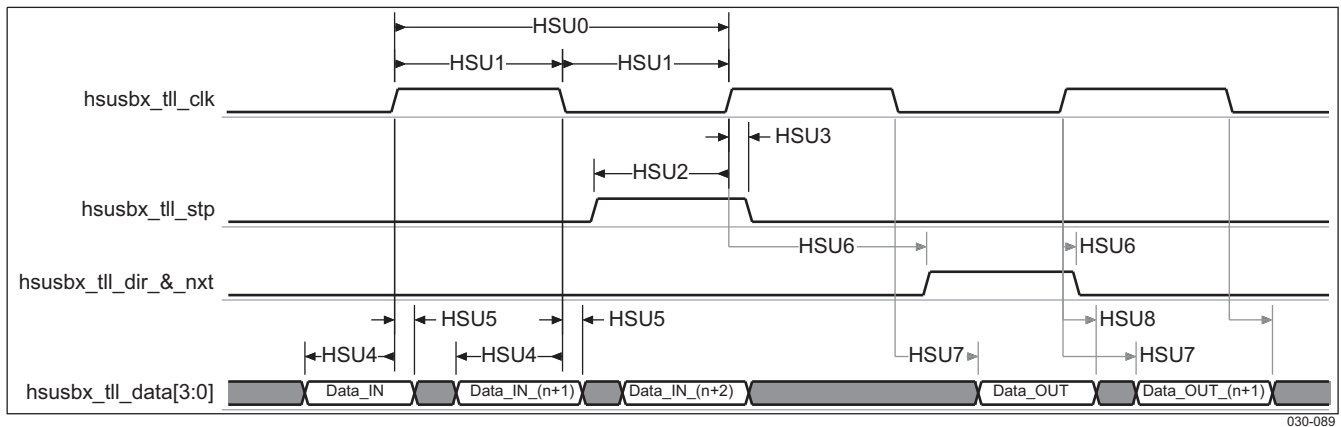 HSU0
HSU1 HSU1
hsusbx_tll_clk
HSU3
HSU2
hsusbx_tll_stp
HSU6 HSU6
hsusbx_tll_dir_&_nxt
HSU5 HSU5 HSU8
HSU4 HSU4 HSU7 HSU7
hsusbx_tll_data[3:0] Data_IN Data_IN_(n+1) Data_IN_(n+2) Data_OUT Data_OUT_(n+1)
030-089